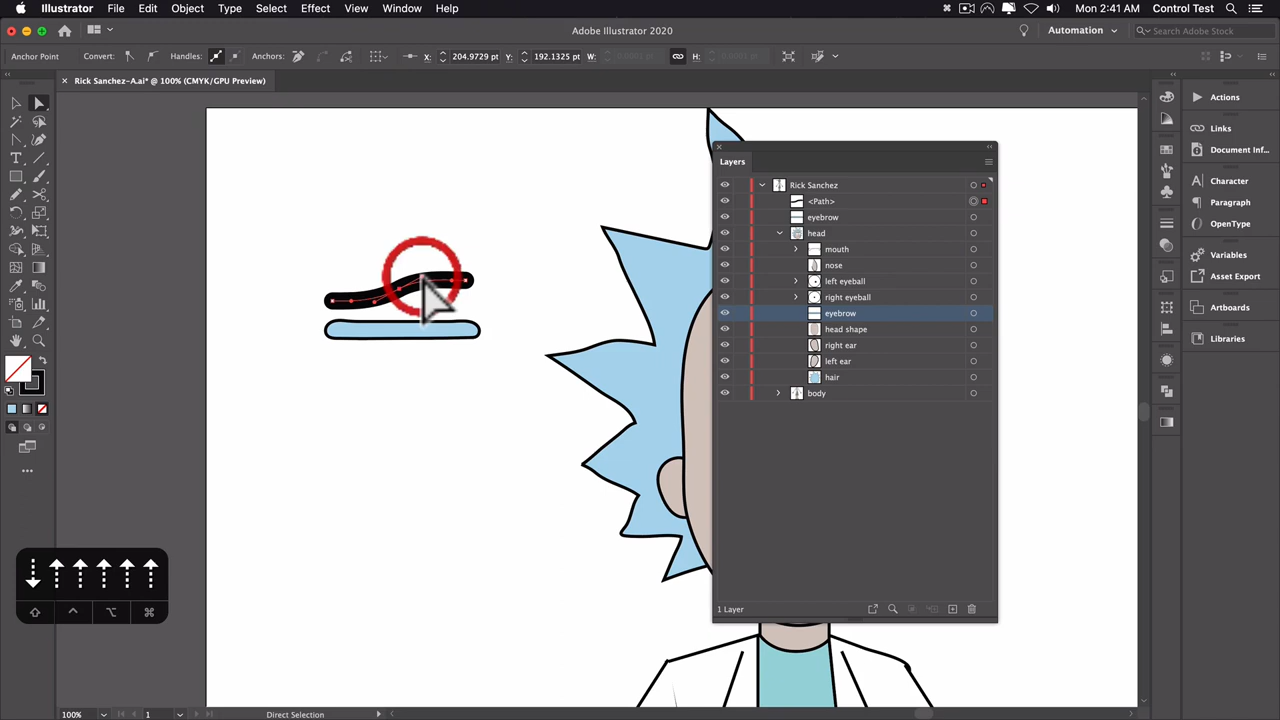 Illustrator File Edit Object Type Select Effect View Window Help Mon 2:41 AM Control Test
Adobe Illustrator 2020 Automation Search Adobe Stock
Anchor Point Convert: Handles: Anchors: X: 204.9729 pt Y: 192.1325 pt W: H:
× Rick Sanchez-A.ai* @ 100% (CMYK/GPU Preview)
Layers
Rick Sanchez
<Path>
eyebrow
head
mouth
nose
left eyeball
right eyeball
eyebrow
head shape
right ear
left ear
hair
body
1 Layer
Actions
Links
Document Inf...
Character
Paragraph
OpenType
Variables
Asset Export
Artboards
Libraries
100% 1 Direct Selection